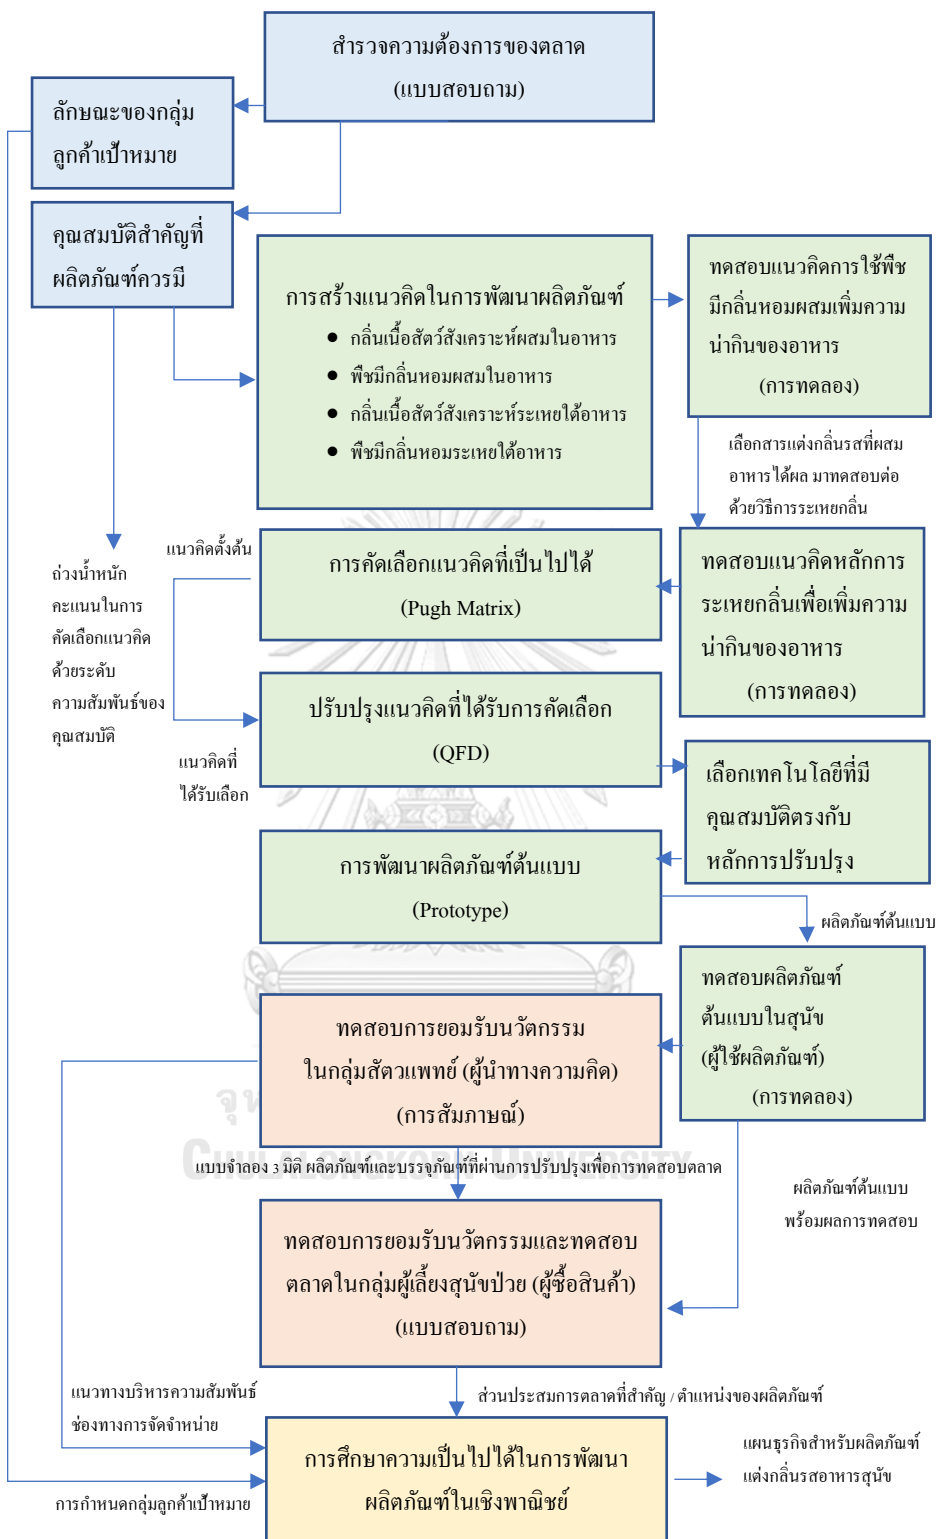 สำรวจความต้องการของตลาด
(แบบสอบถาม)
ลักษณะของกลุ่ม
ลูกค้าเป้าหมาย
คุณสมบัติสำคัญที่
ผลิตภัณฑ์ควรมี
การสร้างแนวคิดในการพัฒนาผลิตภัณฑ์
● กลิ่นเนื้อสัตว์สังเคราะห์ผสมในอาหาร
● พืชมีกลิ่นหอมผสมในอาหาร
● กลิ่นเนื้อสัตว์สังเคราะห์ระเหยใต้อาหาร
● พืชมีกลิ่นหอมระเหยใต้อาหาร
ทดสอบแนวคิดการใช้พืช
มีกลิ่นหอมผสมเพิ่มความ
น่ากินของอาหาร
(การทดลอง)
เลือกสารแต่งกลิ่นรสที่ผสม
อาหารได้ผล มาทดสอบต่อ
ด้วยวิธีการระเหยกลิ่น
แนวคิดตั้งต้น
การคัดเลือกแนวคิดที่เป็นไปได้
(Pugh Matrix)
ทดสอบแนวคิดหลักการ
ระเหยกลิ่นเพื่อเพิ่มความ
น่ากินของอาหาร
(การทดลอง)
ถ่วงน้ำหนัก
คะแนนในการ
คัดเลือกแนวคิด
ด้วยระดับ
ความสัมพันธ์ของ
คุณสมบัติ
ปรับปรุงแนวคิดที่ได้รับการคัดเลือก
(QFD)
แนวคิดที่
ได้รับเลือก
เลือกเทคโนโลยีที่มี
คุณสมบัติตรงกับ
หลักการปรับปรุง
การพัฒนาผลิตภัณฑ์ต้นแบบ
(Prototype)
ผลิตภัณฑ์ต้นแบบ
ทดสอบผลิตภัณฑ์
ต้นแบบในสุนัข
(ผู้ใช้ผลิตภัณฑ์)
(การทดลอง)
ทดสอบการยอมรับนวัตกรรม
ในกลุ่มสัตวแพทย์ (ผู้นำทางความคิด)
(การสัมภาษณ์)
จุฬ
CHULALONGKORN UNIVERSITY
แบบจำลอง 3 มิติ ผลิตภัณฑ์และบรรจุภัณฑ์ที่ผ่านการปรับปรุงเพื่อการทดสอบตลาด
ผลิตภัณฑ์ต้นแบบ
พร้อมผลการทดสอบ
ทดสอบการยอมรับนวัตกรรมและทดสอบ
ตลาดในกลุ่มผู้เลี้ยงสุนัขป่วย (ผู้ซื้อสินค้า)
(แบบสอบถาม)
แนวทางบริหารความสัมพันธ์
ช่องทางการจัดจำหน่าย
ส่วนประสมการตลาดที่สำคัญ / ตำแหน่งของผลิตภัณฑ์
การศึกษาความเป็นไปได้ในการพัฒนา
ผลิตภัณฑ์ในเชิงพาณิชย์
แผนธุรกิจสำหรับผลิตภัณฑ์
แต่งกลิ่นรสอาหารสุนัข
การกำหนดกลุ่มลูกค้าเป้าหมาย